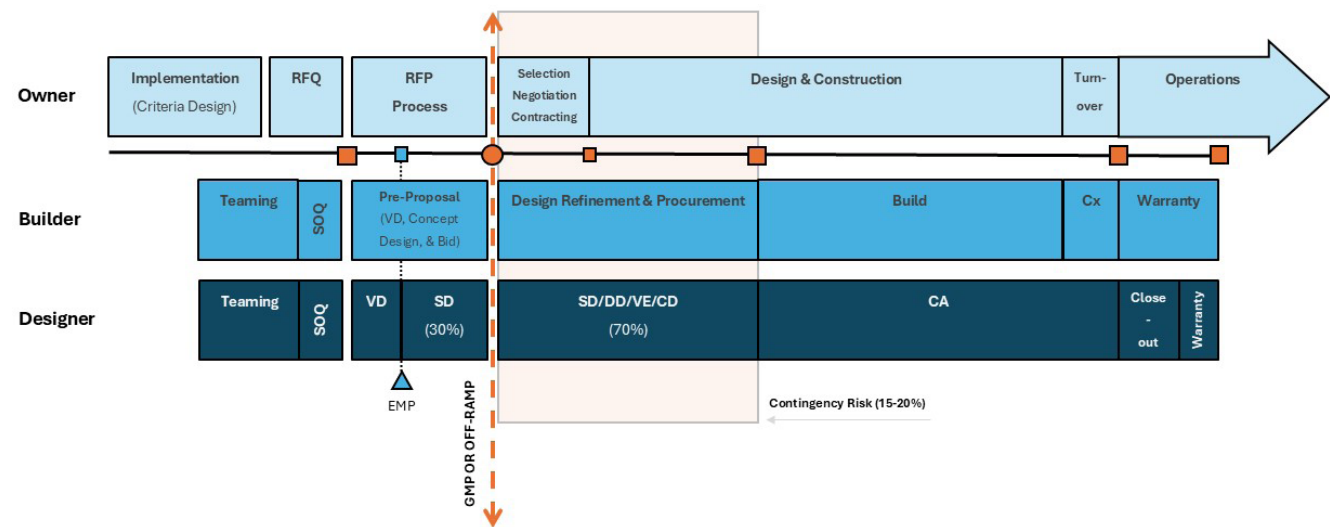 Owner
Implementation
(Criteria Design)
RFQ
RFP
Process
Selection
Negotiation
Contracting
Design & Construction
Turn-
over
Operations
Builder
Teaming
SOQ
Pre-Proposal
(VD, Concept
Design, & Bid)
Design Refinement & Procurement
Build
Cx
Warranty
Designer
Teaming
SOQ
VD
SD
(30%)
SD/DD/VE/CD
(70%)
CA
Close
-
out
Warranty
EMP
GMP OR OFF-RAMP
Contingency Risk (15-20%)